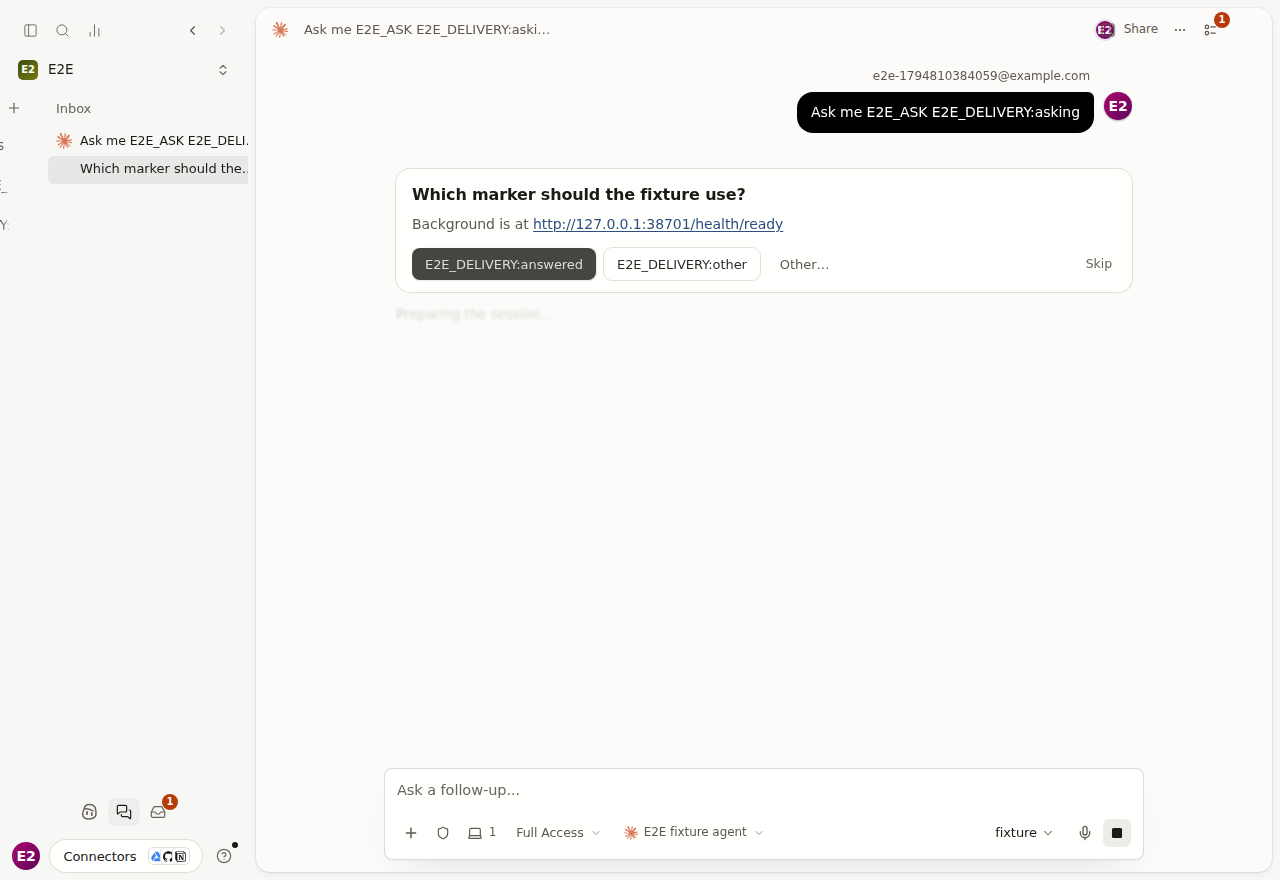 Ask me E2E_ASK E2E_DELIVERY:aski…
E2
Share
1
E2
E2E
e2e-1794810384059@example.com
Inbox
Ask me E2E_ASK E2E_DELIVERY:asking
E2
Ask me E2E_ASK E2E_DELI
s
Which marker should the
Which marker should the fixture use?
Background is at http://127.0.0.1:38701/health/ready
E2E_DELIVERY:answered
E2E_DELIVERY:other
Other…
Skip
Preparing the session…
Ask a follow-up…
1
1
Full Access
E2E fixture agent
fixture
E2
Connectors